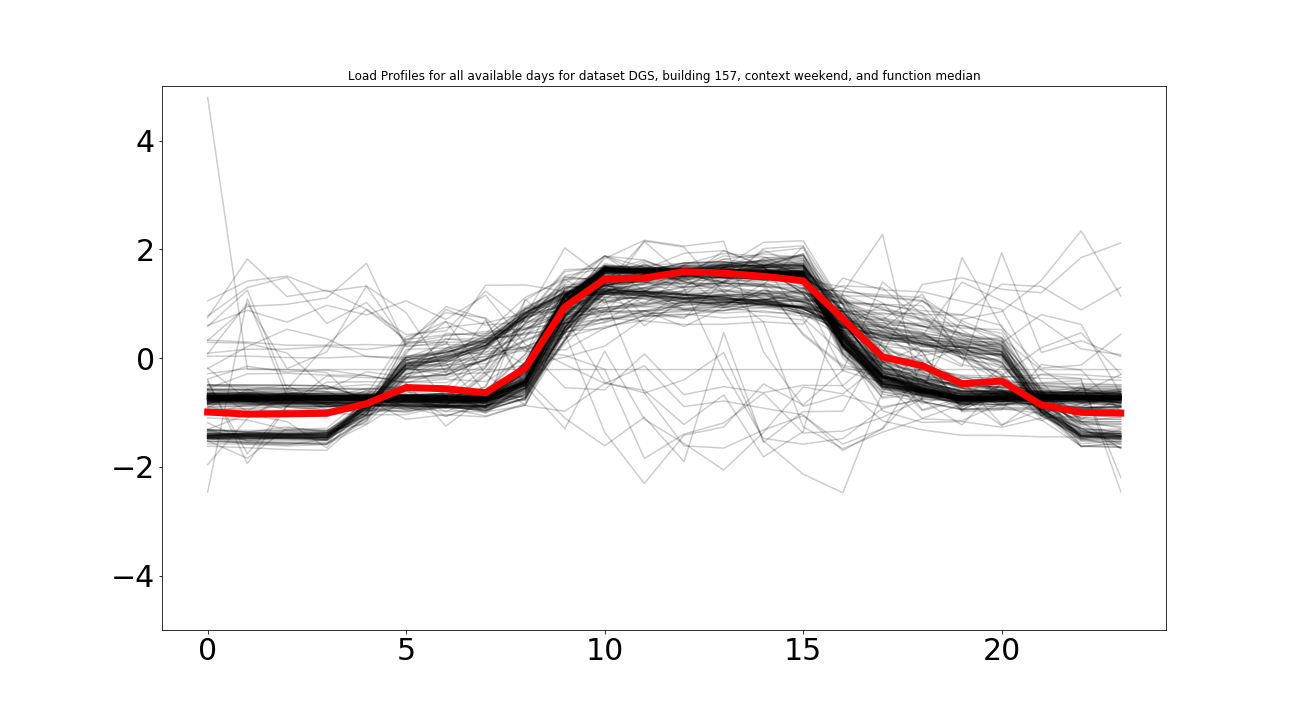 Load Profiles for all available days for dataset DGS, building 157, context weekend, and function median
4
2
0
−2
−4
0 5 10 15 20